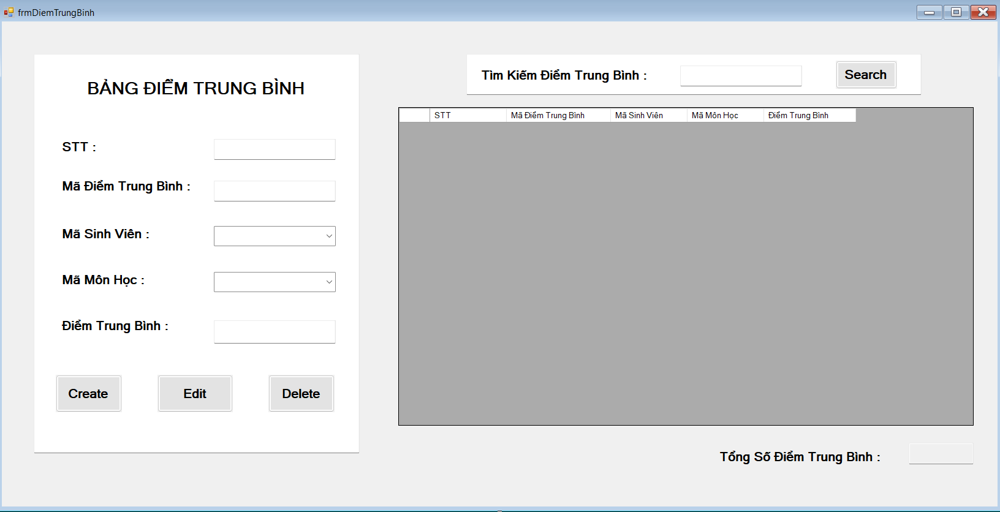 frmDiemTrungBinh
BẢNG ĐIỂM TRUNG BÌNH
STT :
Mã Điểm Trung Bình :
Mã Sinh Viên :
Mã Môn Học :
Điểm Trung Bình :
Create Edit Delete
Tìm Kiếm Điểm Trung Bình : Search
STT Mã Điểm Trung Bình Mã Sinh Viên Mã Môn Học Điểm Trung Bình
Tổng Số Điểm Trung Bình :